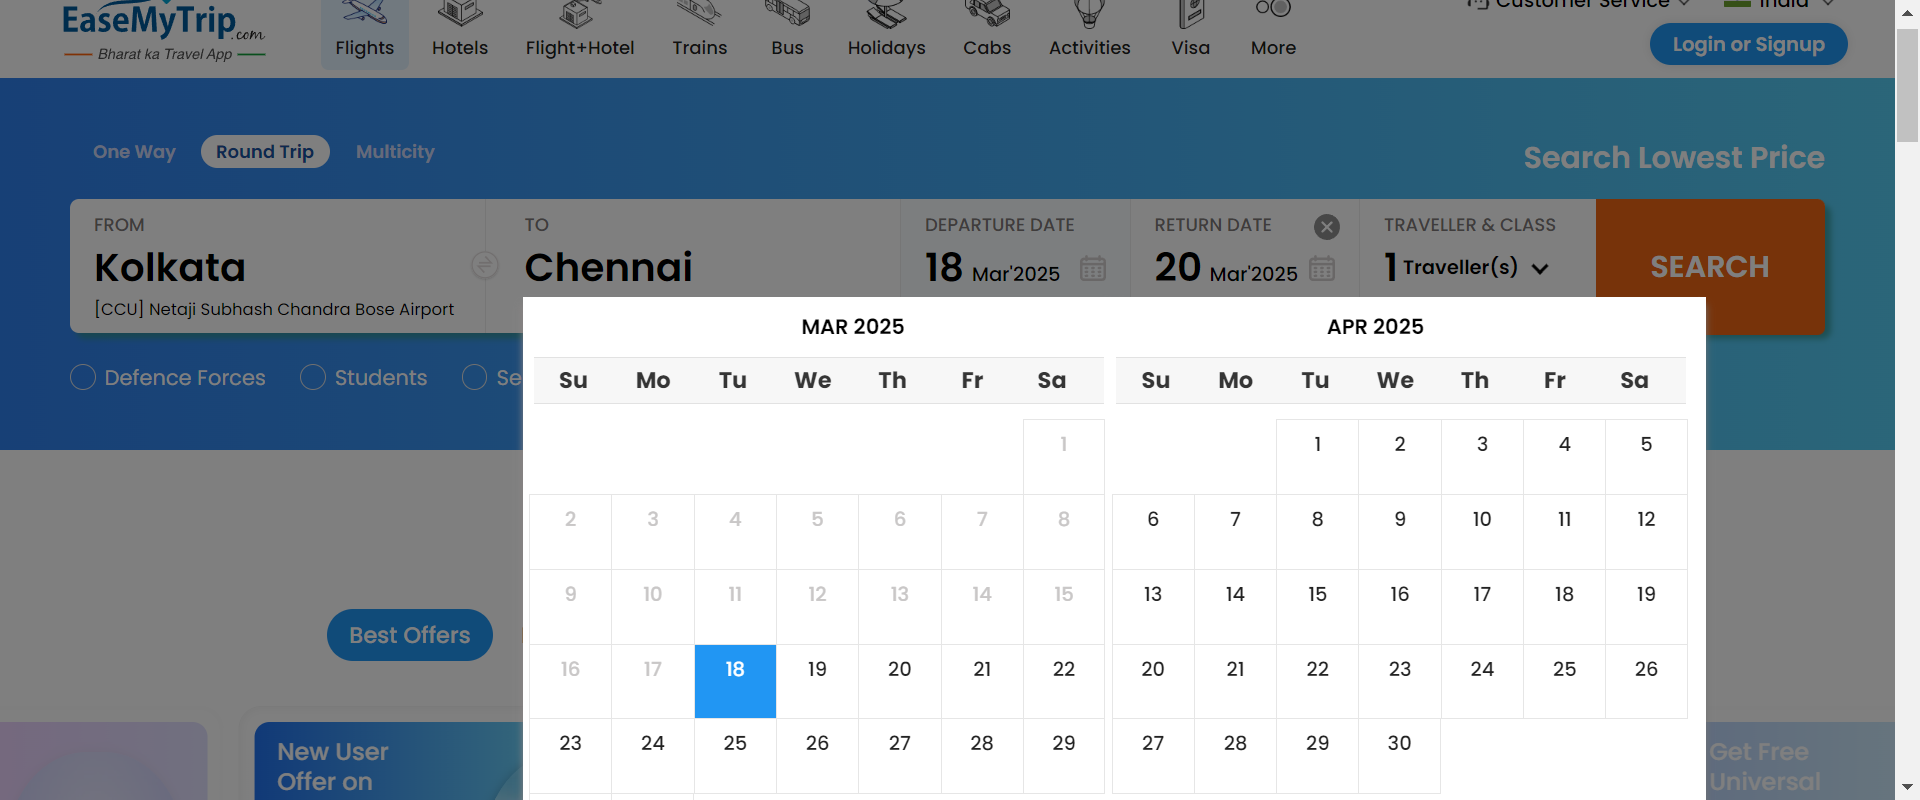 EaseMyTrip.com
Bharat ka Travel App
Flights Hotels Flight+Hotel Trains Bus Holidays Cabs Activities Visa More
Customer Service India
Login or Signup
One Way Round Trip Multicity
Search Lowest Price
FROM
Kolkata
[CCU] Netaji Subhash Chandra Bose Airport
TO
Chennai
DEPARTURE DATE
18 Mar'2025
RETURN DATE
20 Mar'2025
TRAVELLER & CLASS
1 Traveller(s)
SEARCH
Defence Forces Students Se
MAR 2025
Su Mo Tu We Th Fr Sa
1
2 3 4 5 6 7 8
9 10 11 12 13 14 15
16 17 18 19 20 21 22
23 24 25 26 27 28 29
APR 2025
Su Mo Tu We Th Fr Sa
1 2 3 4 5
6 7 8 9 10 11 12
13 14 15 16 17 18 19
20 21 22 23 24 25 26
27 28 29 30
Best Offers
New User
Offer on
Get Free
Universal